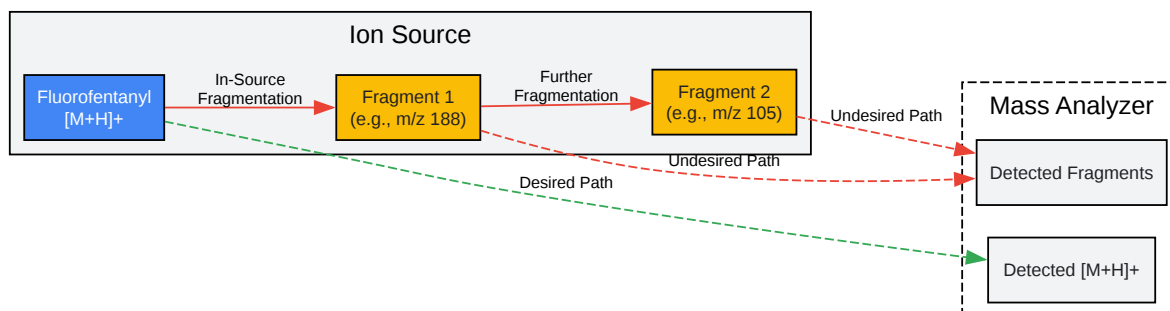 Ion Source
Fluorofentanyl
[M+H]+
In-Source
Fragmentation
Fragment 1
(e.g., m/z 188)
Further
Fragmentation
Fragment 2
(e.g., m/z 105)
Undesired Path
Undesired Path
Desired Path
Mass Analyzer
Detected Fragments
Detected [M+H]+